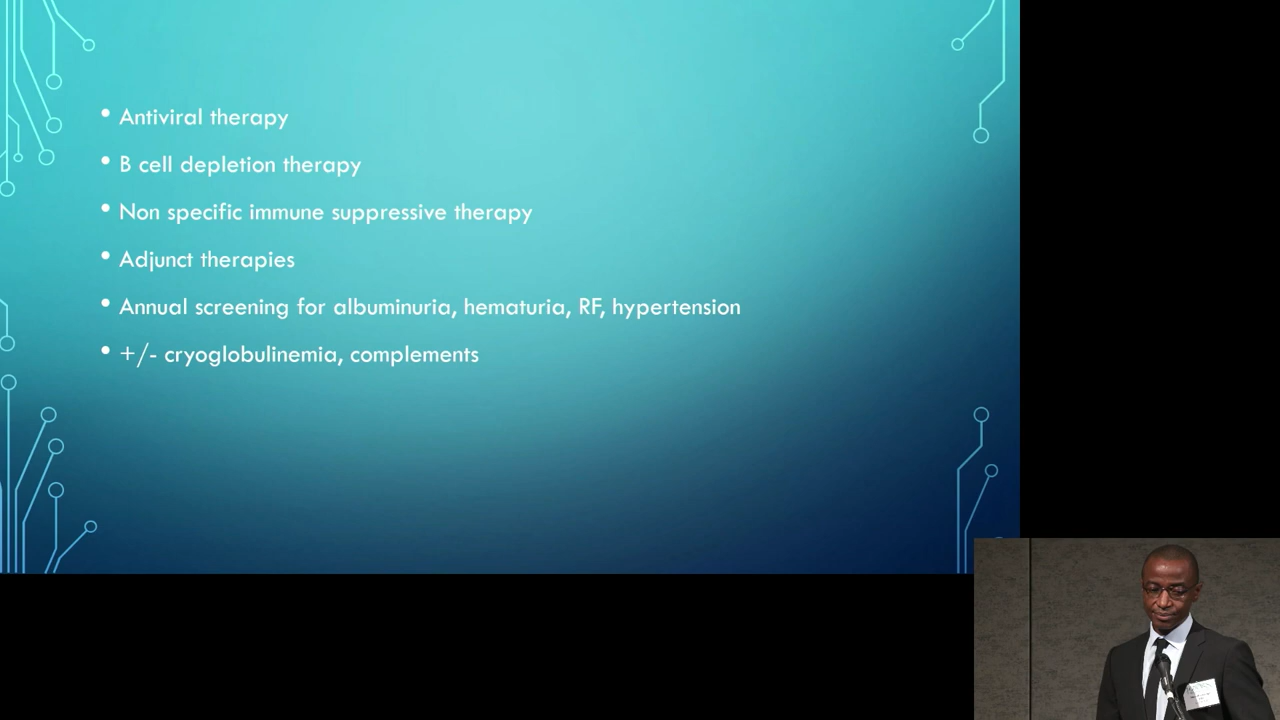 • Antiviral therapy
• B cell depletion therapy
• Non specific immune suppressive therapy
• Adjunct therapies
• Annual screening for albuminuria, hematuria, RF, hypertension
• +/- cryoglobulinemia, complements